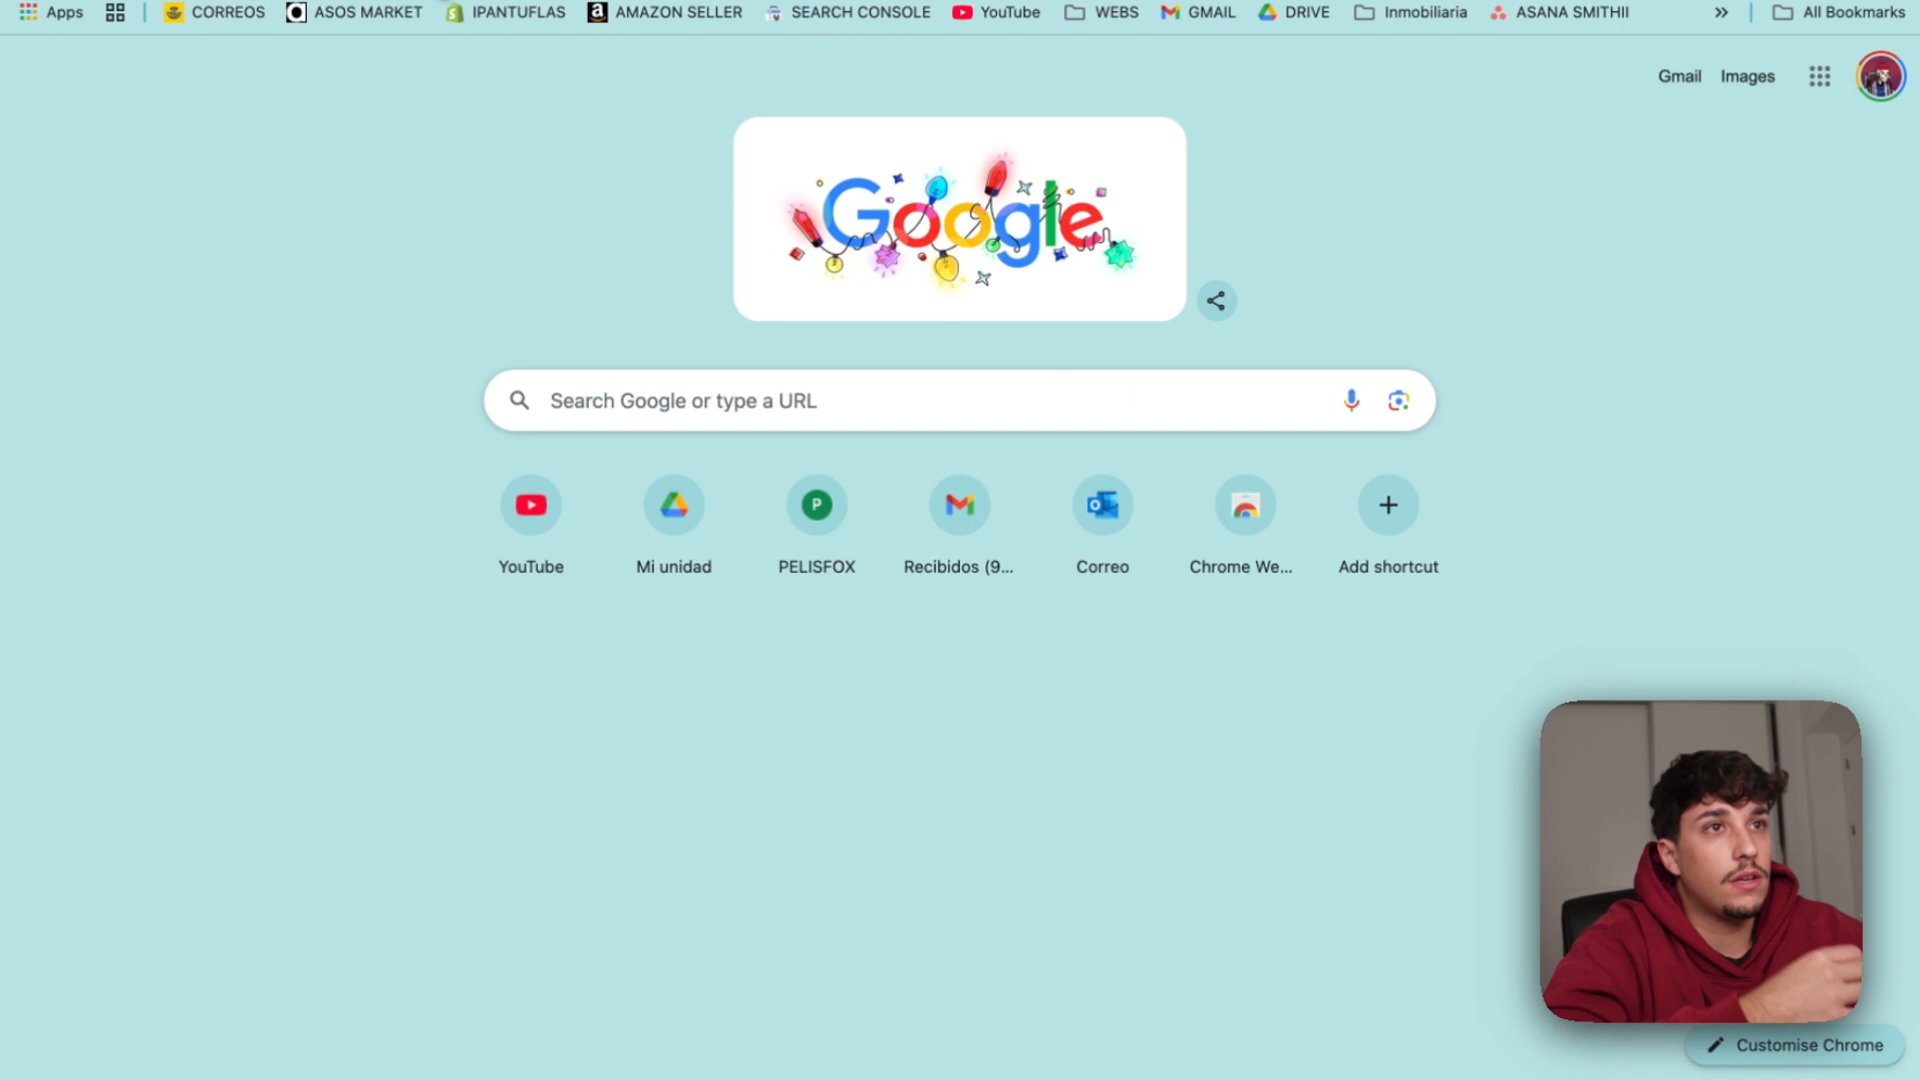 Apps CORREOS ASOS MARKET IPANTUFLAS AMAZON SELLER SEARCH CONSOLE YouTube WEBS GMAIL DRIVE Inmobiliaria ASANA SMITHII » All Bookmarks
Gmail Images
Google
Search Google or type a URL
P
YouTube Mi unidad PELISFOX Recibidos (9... Correo Chrome We... Add shortcut
Customise Chrome